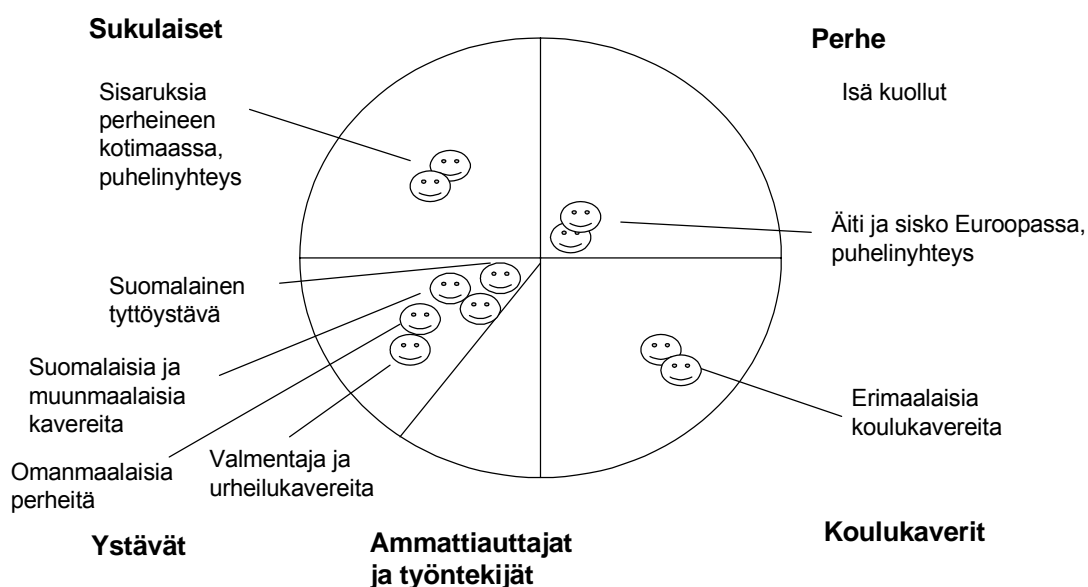 Sukulaiset
Perhe
Sisaruksia
perheineen
kotimaassa,
puhelinyhteys
Isä kuollut
Äiti ja sisko Euroopassa,
puhelinyhteys
Suomalainen
tyttöystävä
Suomalaisia ja
muunmaalaisia
kavereita
Erimaalaisia
koulukavereita
Omanmaalaisia
perheitä
Valmentaja ja
urheilukavereita
Ystävät
Ammattiauttajat
ja työntekijät
Koulukaverit